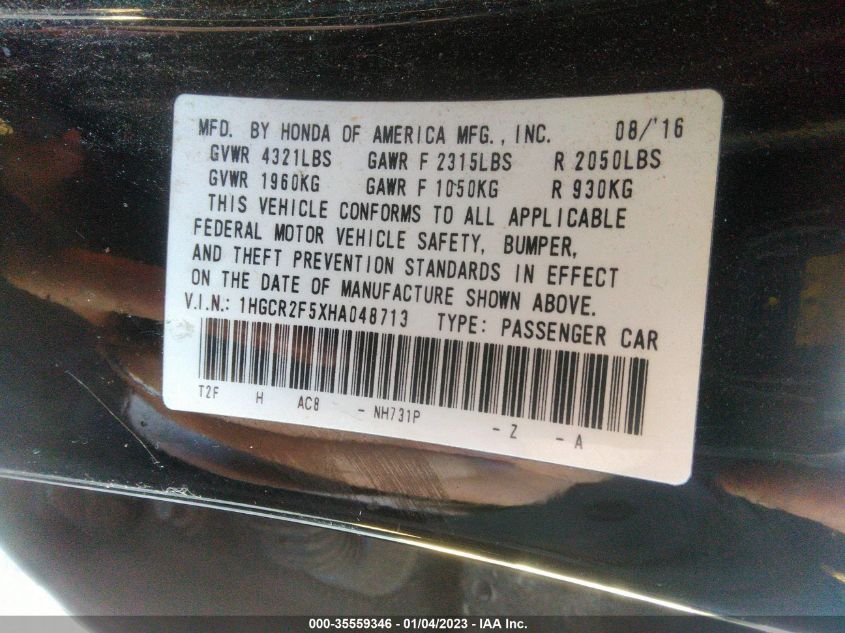 MFD. BY HONDA OF AMERICA MFG., INC. 08/'16
GVWR 4321LBS GAWR F 2315LBS R 2050LBS
GVWR 1960KG GAWR F 1050KG R 930KG
THIS VEHICLE CONFORMS TO ALL APPLICABLE
FEDERAL MOTOR VEHICLE SAFETY, BUMPER,
AND THEFT PREVENTION STANDARDS IN EFFECT
ON THE DATE OF MANUFACTURE SHOWN ABOVE.
V.I.N.: 1HGCR2F5XHA048713 TYPE: PASSENGER CAR
T2F H AC8 - NH731P - Z - A
000-35559346 - 01/04/2023 - IAA Inc.